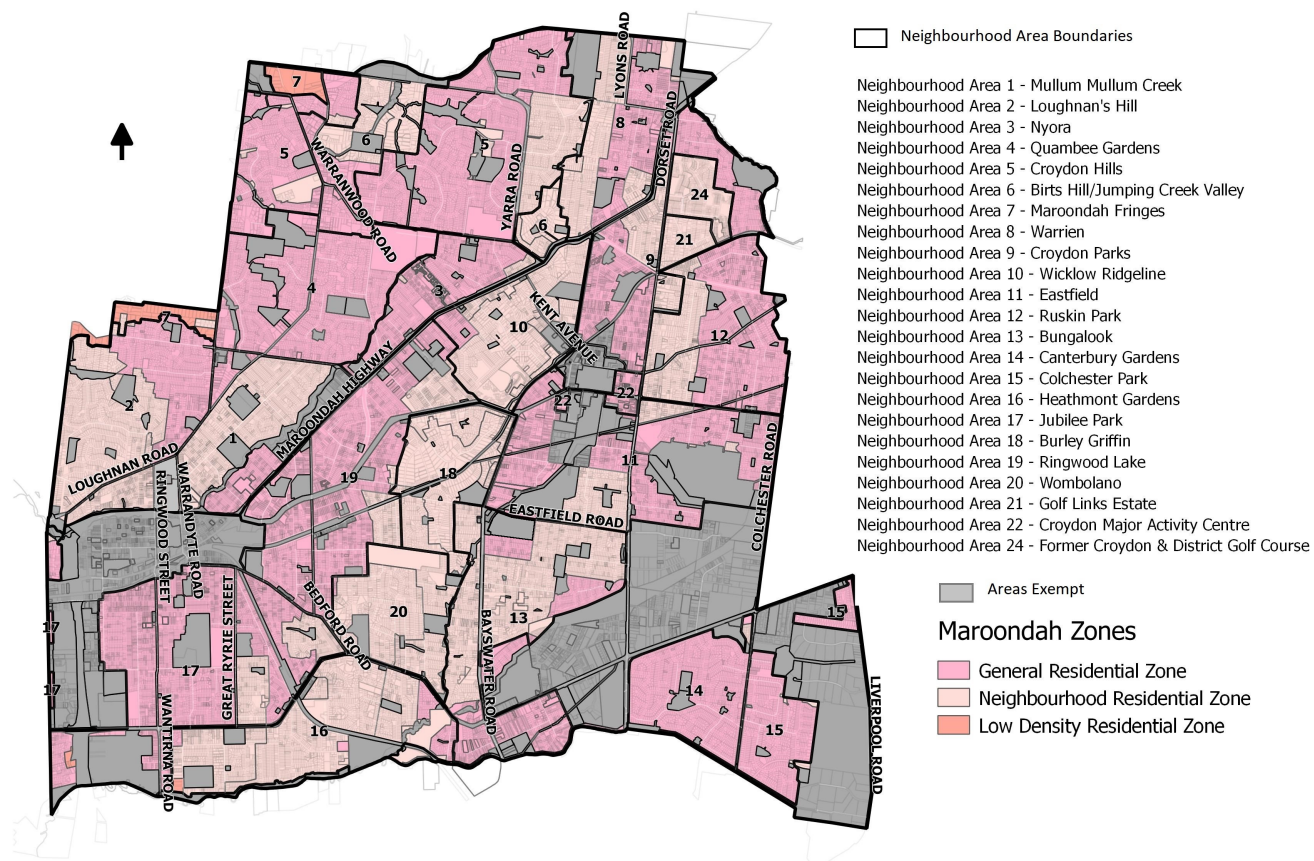 LYONS ROAD
Neighbourhood Area Boundaries
7
Neighbourhood Area 1 - Mullum Mullum Creek
Neighbourhood Area 2 - Loughnan's Hill
8
DORSET ROAD
Neighbourhood Area 3 - Nyora
6
5
YARRA ROAD
Neighbourhood Area 4 - Quambee Gardens
5
WARRANWOOD ROAD
Neighbourhood Area 5 - Croydon Hills
24
Neighbourhood Area 6 - Birts Hill/Jumping Creek Valley
Neighbourhood Area 7 - Maroondah Fringes
6
21
Neighbourhood Area 8 - Warrien
9
Neighbourhood Area 9 - Croydon Parks
4
3
Neighbourhood Area 10 - Wicklow Ridgeline
KENT AVENUE
Neighbourhood Area 11 - Eastfield
7
10
12
Neighbourhood Area 12 - Ruskin Park
Neighbourhood Area 13 - Bungalook
Neighbourhood Area 14 - Canterbury Gardens
Neighbourhood Area 15 - Colchester Park
MAROONDAH HIGHWAY
22
22
Neighbourhood Area 16 - Heathmont Gardens
2
Neighbourhood Area 17 - Jubilee Park
1
Neighbourhood Area 18 - Burley Griffin
LOUGHNAN ROAD
11
Neighbourhood Area 19 - Ringwood Lake
19
18
COLCHESTER ROAD
Neighbourhood Area 20 - Wombolano
RINGWOOD STREET
WARRANDYTE ROAD
EASTFIELD ROAD
Neighbourhood Area 21 - Golf Links Estate
Neighbourhood Area 22 - Croydon Major Activity Centre
Neighbourhood Area 24 - Former Croydon & District Golf Course
Areas Exempt
BEDFORD ROAD
20
13
15
17
GREAT RYRIE STREET
BAYSWATER ROAD
Maroondah Zones
17
General Residential Zone
17
14
Neighbourhood Residential Zone
WANTIRNA ROAD
16
15
LIVERPOOL ROAD
Low Density Residential Zone